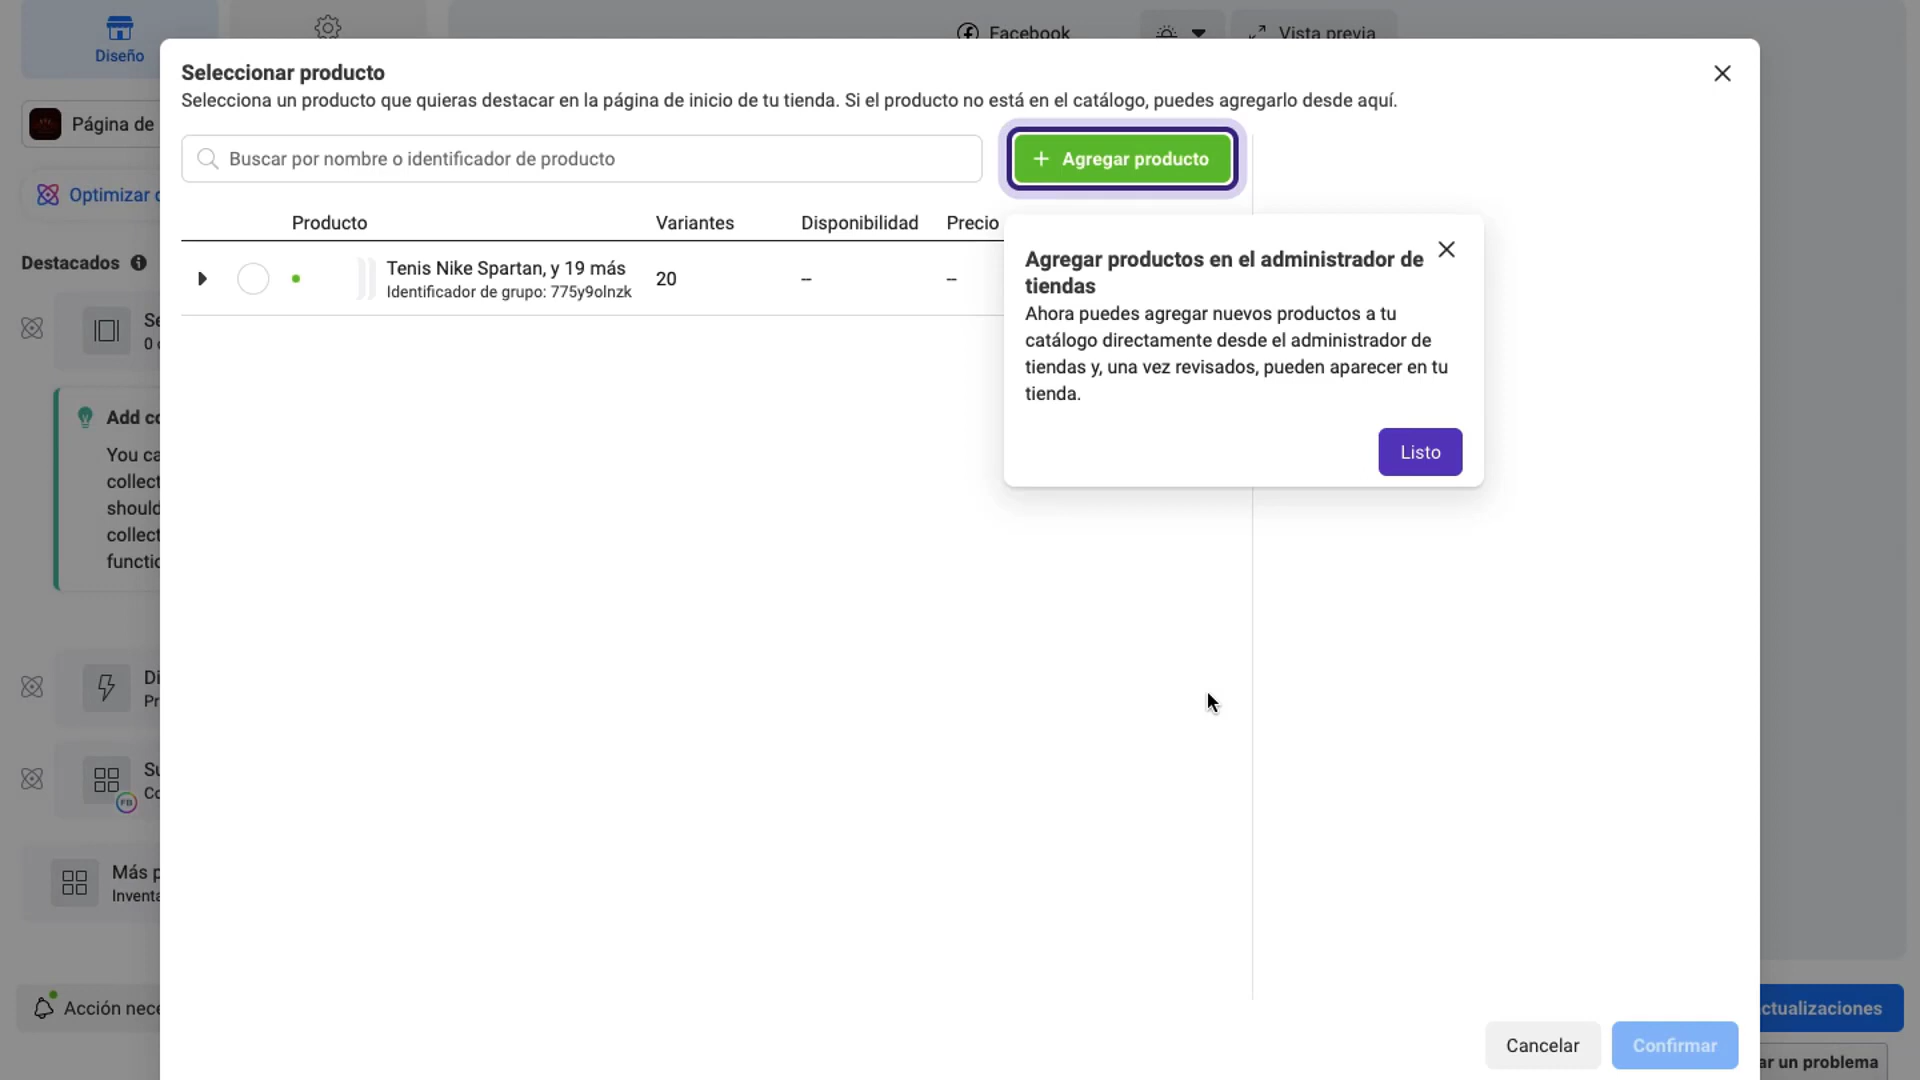 Diseño
Facebook
Vista previa
Página de
Optimizar
Destacados
Add
You ca
collect
should
collect
functio
Más p
Inventa
Acción nece
Seleccionar producto
Selecciona un producto que quieras destacar en la página de inicio de tu tienda. Si el producto no está en el catálogo, puedes agregarlo desde aquí.
Buscar por nombre o identificador de producto
+ Agregar producto
Producto Variantes Disponibilidad Precio
Tenis Nike Spartan, y 19 más 20 -- --
Identificador de grupo: 775y9olnzk
Agregar productos en el administrador de
tiendas
Ahora puedes agregar nuevos productos a tu
catálogo directamente desde el administrador de
tiendas y, una vez revisados, pueden aparecer en tu
tienda.
Listo
Cancelar
Confirmar
ctualizaciones
ar un problema